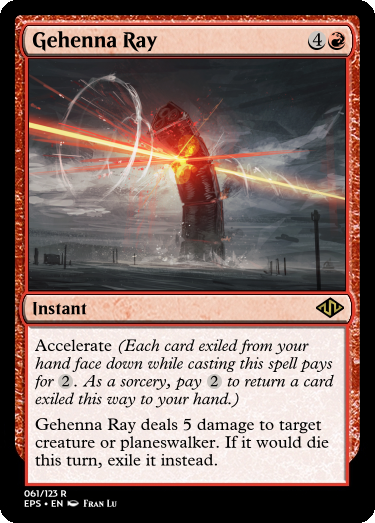 Gehenna Ray
4
Instant
Accelerate (Each card exiled from your
hand face down while casting this spell pays
for 2. As a sorcery, pay 2 to return a card
exiled this way to your hand.)
Gehenna Ray deals 5 damage to target
creature or planeswalker. If it would die
this turn, exile it instead.
061/123 R
EPS • EN Fran Lu